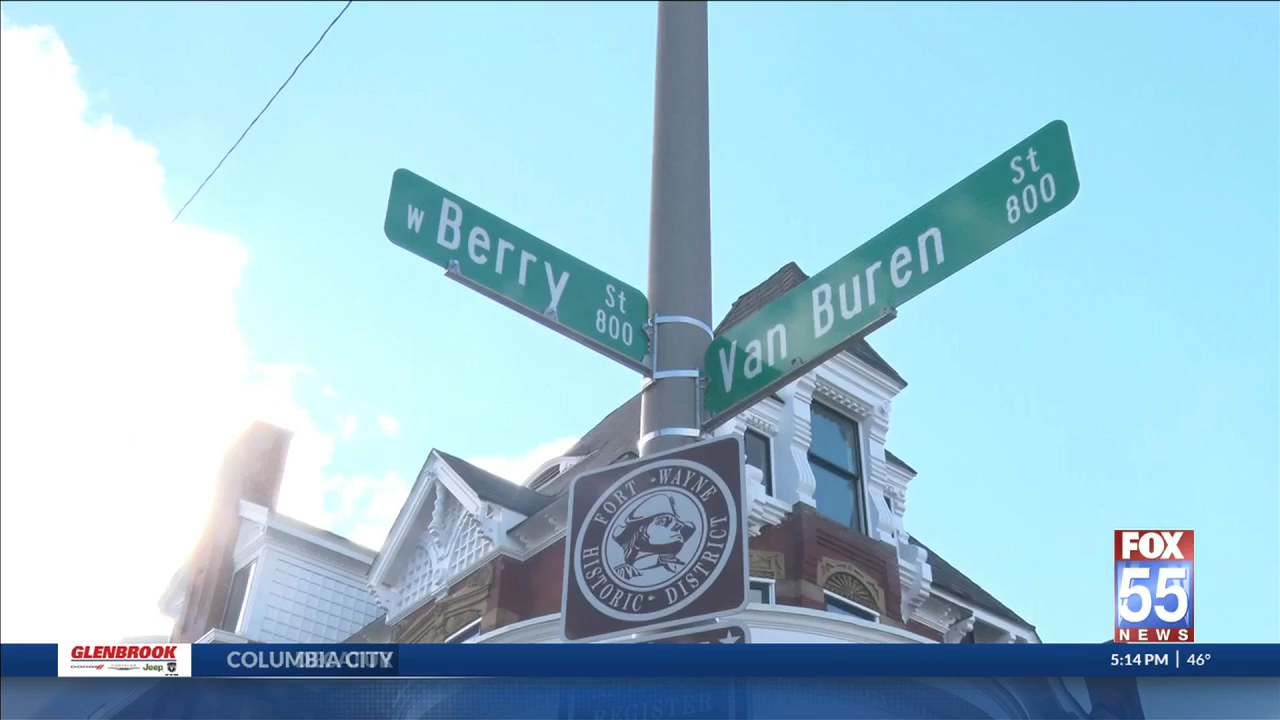 W Berry St
800
Van Buren St
800
FORT • WAYNE
HISTORIC • DISTRICT
REGISTER
FOX
55
NEWS
GLENBROOK
Jeep
COLUMBIA CITY
5:14 PM | 46°